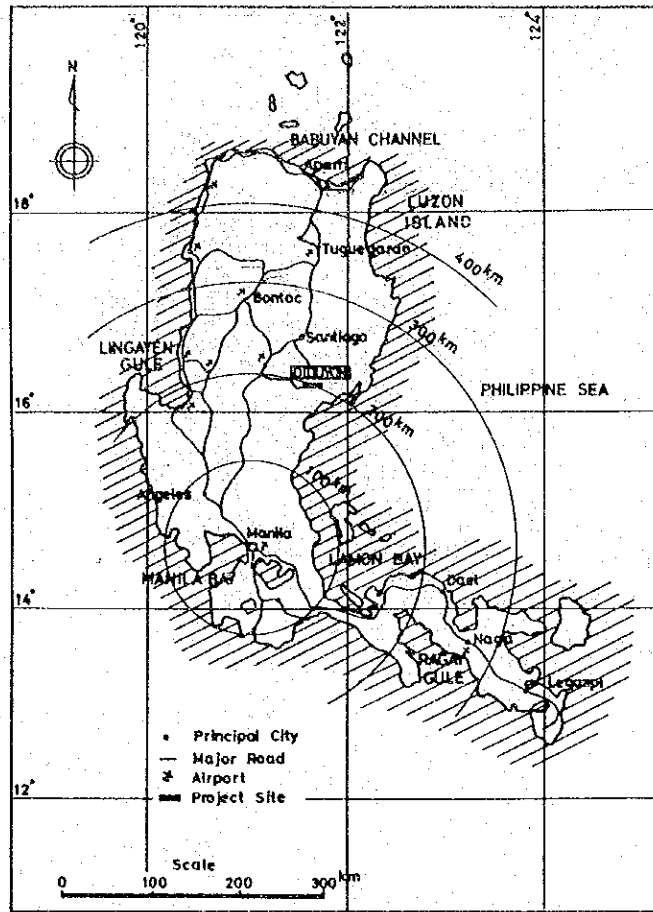 120°
122°
124°
N
BABUYAN CHANNEL
Aparri
18°
LUZON
ISLAND
Tuguegarao
400km
Bontoc
300km
Santiago
LINGAYEN
GULF
PHILIPPINE SEA
16°
200km
100km
Angeles
Manila
LAMON BAY
MANILA BAY
Daet
14°
Naga
RAGAY
GULF
Legazpi
Principal City
Major Road
Airport
Project Site
12°
Scale
0 100 200 300 km